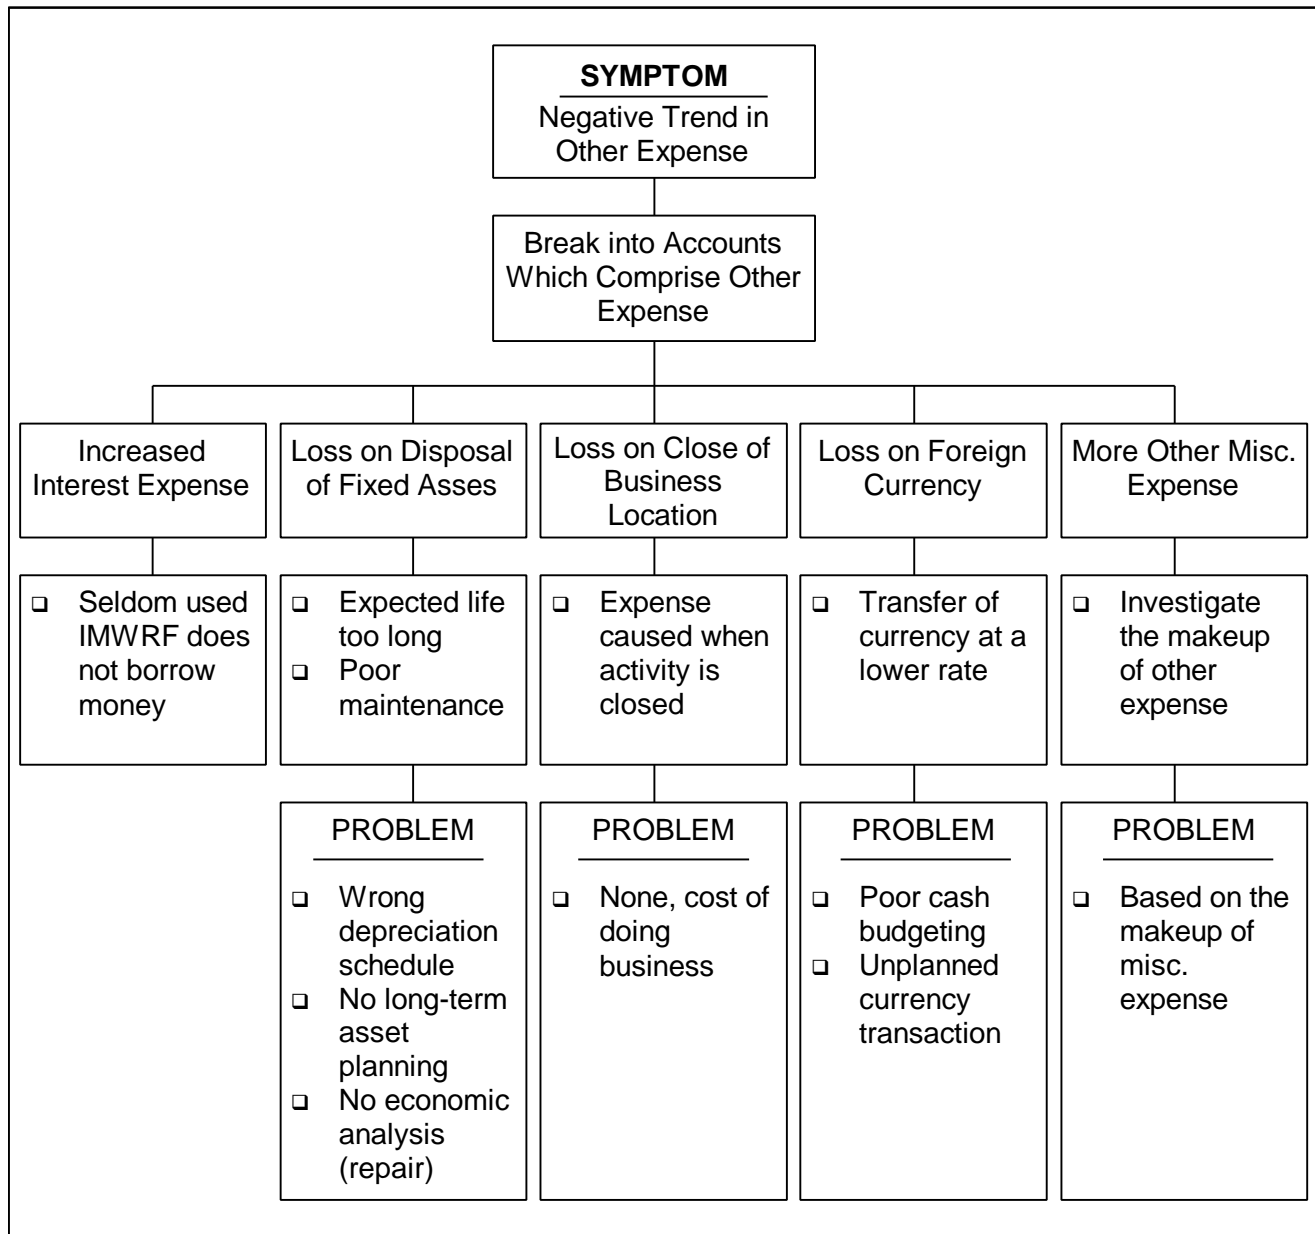 SYMPTOM
Negative Trend in
Other Expense
Break into Accounts
Which Comprise Other
Expense
Increased
Interest Expense
Loss on Disposal
of Fixed Asses
Loss on Close of
Business
Location
Loss on Foreign
Currency
More Other Misc.
Expense
❑ Seldom used
IMWRF does
not borrow
money
❑ Expected life
too long
❑ Poor
maintenance
❑ Expense
caused when
activity is
closed
❑ Transfer of
currency at a
lower rate
❑ Investigate
the makeup
of other
expense
PROBLEM
❑ Wrong
depreciation
schedule
❑ No long-term
asset
planning
❑ No economic
analysis
(repair)
PROBLEM
❑ None, cost of
doing
business
PROBLEM
❑ Poor cash
budgeting
❑ Unplanned
currency
transaction
PROBLEM
❑ Based on the
makeup of
misc.
expense